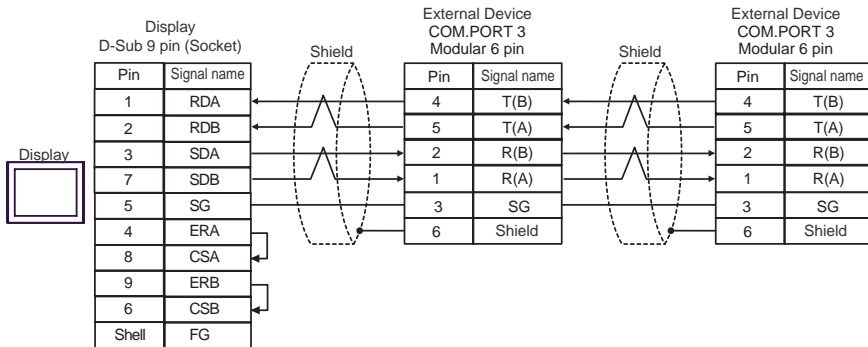 Display
D-Sub 9 pin (Socket)
Shield
External Device
COM.PORT 3
Modular 6 pin
Shield
External Device
COM.PORT 3
Modular 6 pin
Pin Signal name
Pin Signal name
Pin Signal name
1 RDA 4 T(B) 4 T(B)
2 RDB 5 T(A) 5 T(A)
Display
3 SDA 2 R(B) 2 R(B)
7 SDB 1 R(A) 1 R(A)
5 SG 3 SG 3 SG
4 ERA 6 Shield 6 Shield
8 CSA
9 ERB
6 CSB
Shell FG